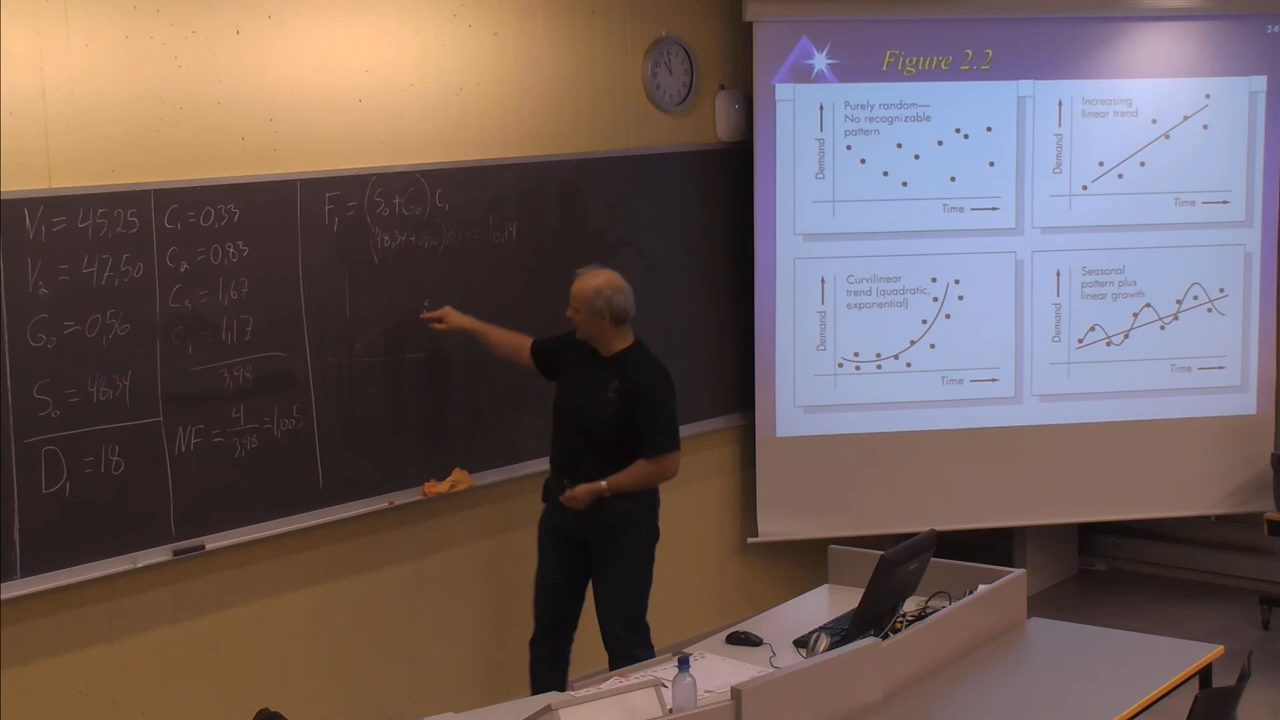 V₁ = 45,25
V₂ = 47,50
G₀ = 0,56
S₀ = 48,34
D₁ = 18
C₁ = 0,33
C₂ = 0,83
C₃ = 1,67
1,17
3,98
NF = 4/3,98 = 1,005
F₁ = (S₀+G₀)·C₁
Figure 2.2
Purely random—
No recognizable
pattern
Demand
Time
Increasing
linear trend
Demand
Time
Curvilinear
trend (quadratic,
exponential)
Demand
Time
Seasonal
pattern plus
linear growth
Demand
Time